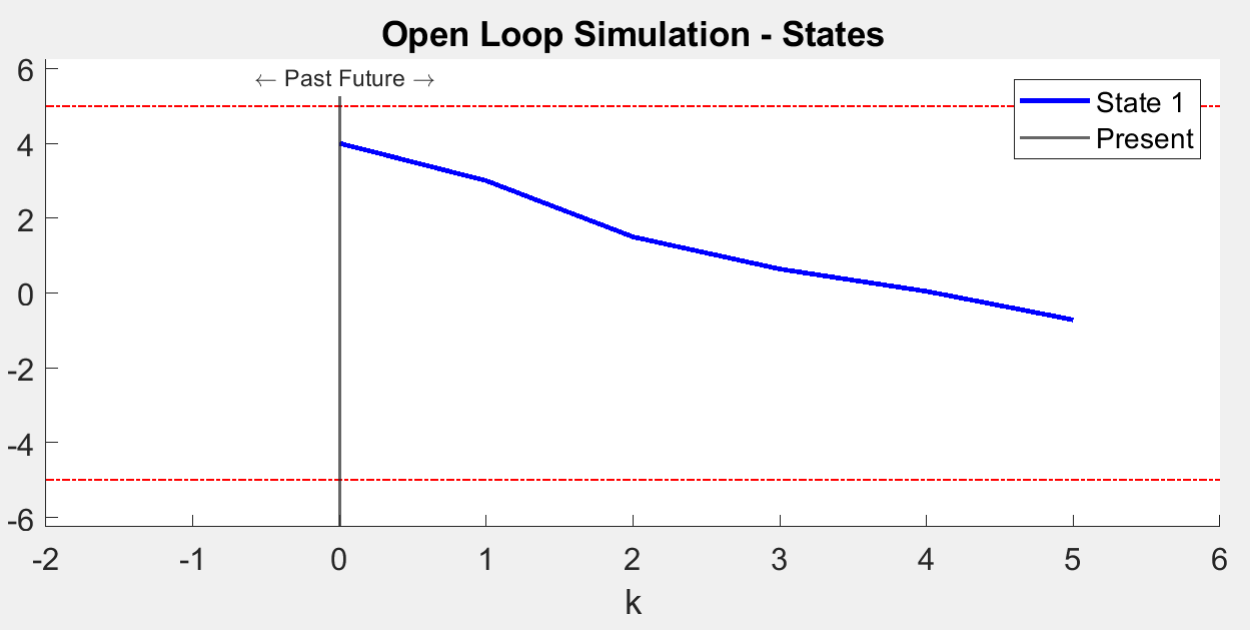 Open Loop Simulation - States
← Past Future →
State 1
Present
6
4
2
0
-2
-4
-6
-2 -1 0 1 2 3 4 5 6
k